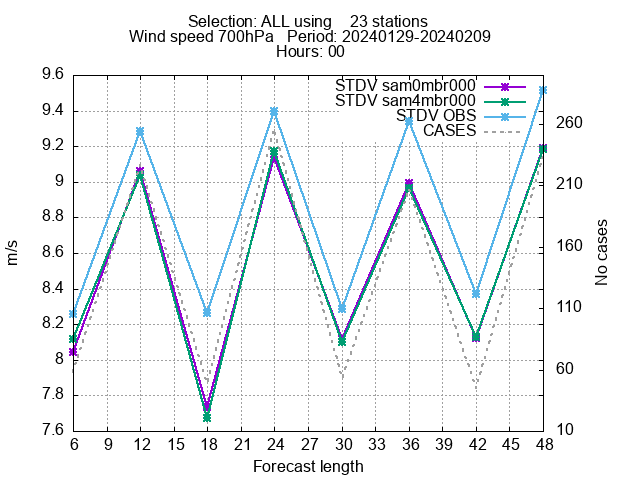 Selection: ALL using    23 stations
Wind speed 700hPa   Period: 20240129-20240209
Hours: 00
STDV sam0mbr000
STDV sam4mbr000
STDV OBS
CASES
9.6
9.4
9.2
9
8.8
8.6
8.4
8.2
8
7.8
7.6
m/s
260
210
160
110
60
10
No cases
6 9 12 15 18 21 24 27 30 33 36 39 42 45 48
Forecast length